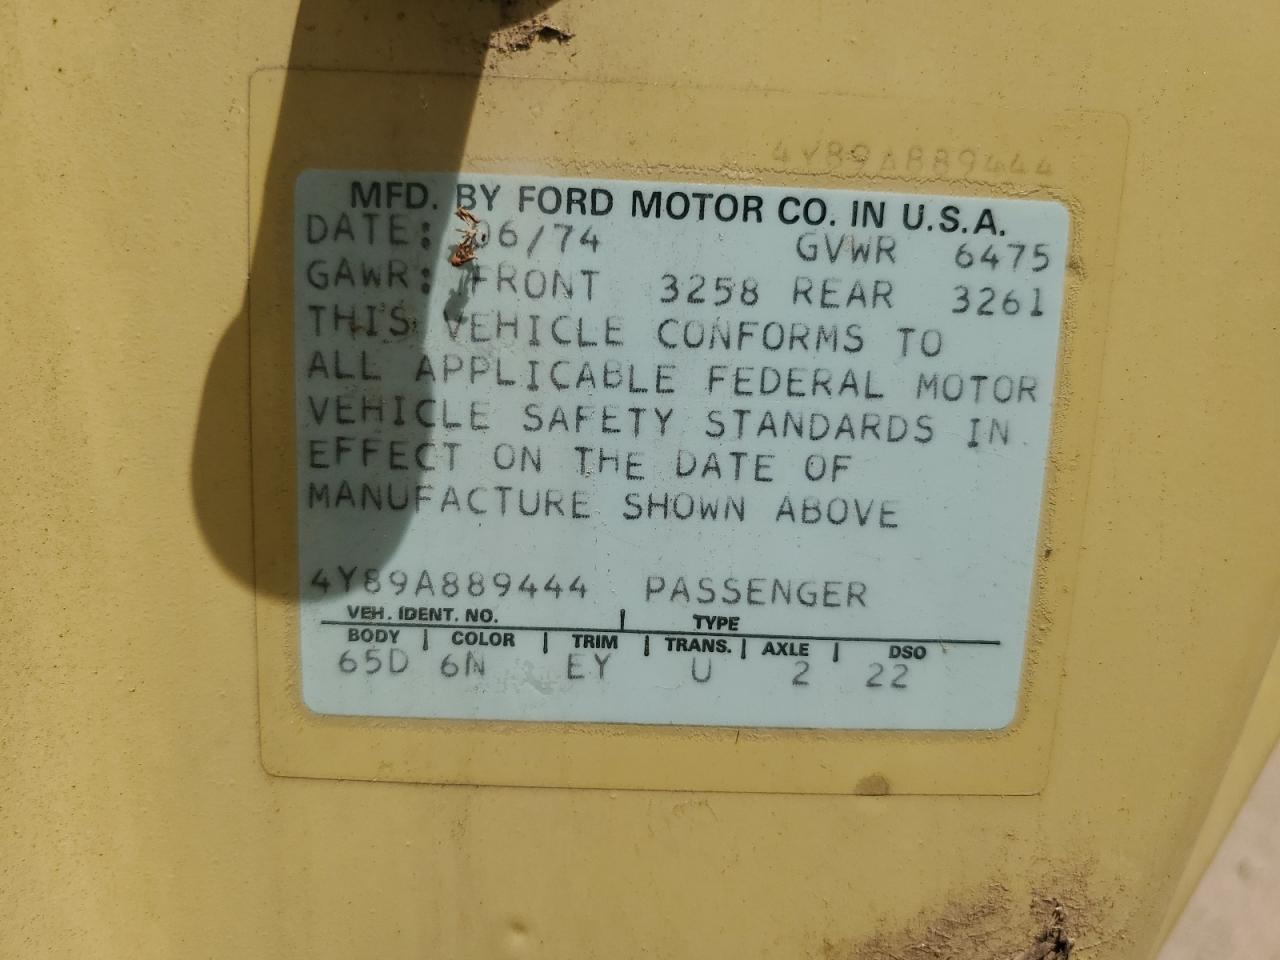 4Y89A889444
MFD. BY FORD MOTOR CO. IN U.S.A.
DATE: 06/74 GVWR 6475
GAWR: FRONT 3258 REAR 3261
THIS VEHICLE CONFORMS TO
ALL APPLICABLE FEDERAL MOTOR
VEHICLE SAFETY STANDARDS IN
EFFECT ON THE DATE OF
MANUFACTURE SHOWN ABOVE
4Y89A889444 PASSENGER
VEH. IDENT. NO. TYPE
BODY | COLOR | TRIM | TRANS. | AXLE | DSO
65D 6N EY U 2 22